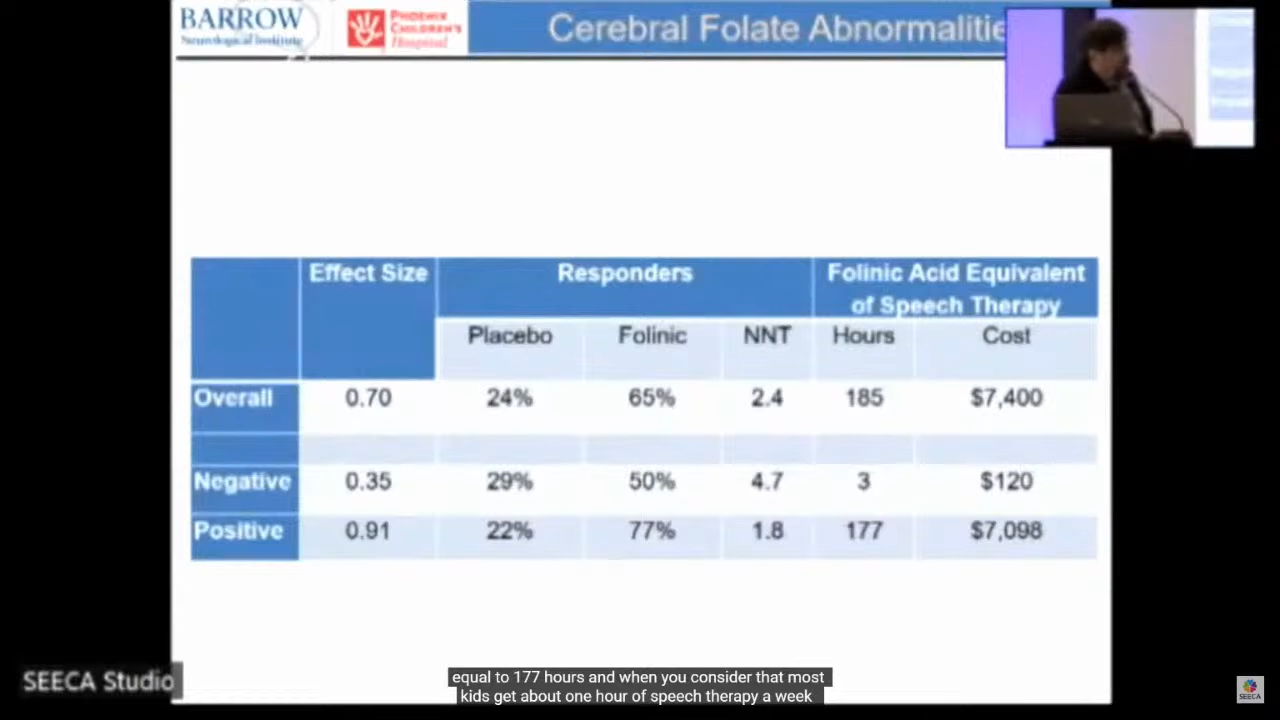 BARROW
Neurological Institute
PHOENIX
CHILDREN'S
Hospital
Cerebral Folate Abnormalitie
Effect Size Responders Folinic Acid Equivalent
of Speech Therapy
Placebo Folinic NNT Hours Cost
Overall 0.70 24% 65% 2.4 185 $7,400
Negative 0.35 29% 50% 4.7 3 $120
Positive 0.91 22% 77% 1.8 177 $7,098
equal to 177 hours and when you consider that most
kids get about one hour of speech therapy a week
SEECA Studio
SEECA